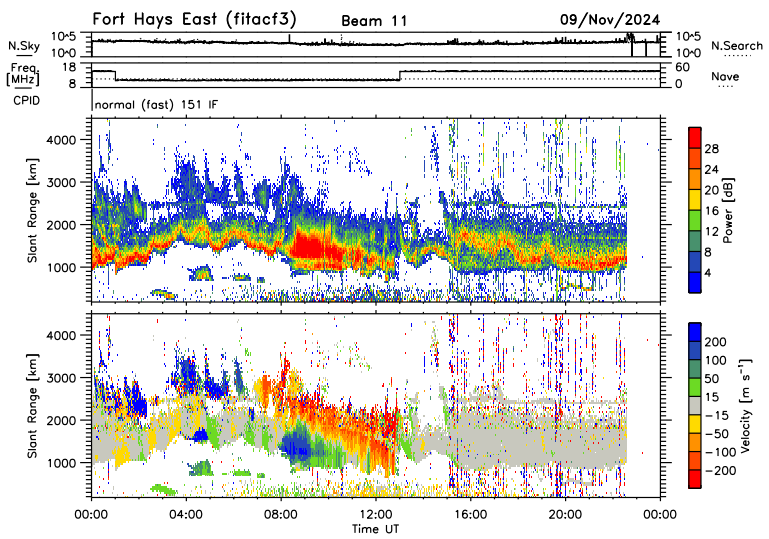 Fort Hays East (fitacf3) Beam 11 09/Nov/2024
N.Sky 10^5 10^0 10^5 10^0 N.Search
Freq. [MHz] 18 8 60 0 Nave
CPID normal (fast) 151 IF
Slant Range [km] 4000 3000 2000 1000
Power [dB] 28 24 20 16 12 8 4
Slant Range [km] 4000 3000 2000 1000
Velocity [m s⁻¹] 200 100 50 15 −15 −50 −100 −200
00:00 04:00 08:00 12:00 16:00 20:00 00:00
Time UT